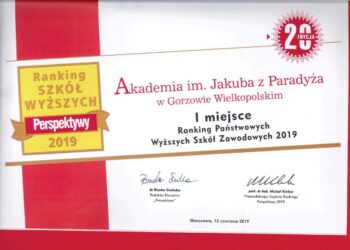 20
EDYCJA
Ranking
SZKÓŁ
WYŻSZYCH
Perspektywy
2019
Akademia im. Jakuba z Paradyża
w Gorzowie Wielkopolskim
I miejsce
Ranking Państwowych
Wyższych Szkół Zawodowych 2019
dr Bianka Siwińska
Redaktor Naczelna
"Perspektywy"
prof. dr hab. Michał Kleiber
Przewodniczący Kapituły Rankingu
Perspektywy 2019
Warszawa, 12 czerwca 2019